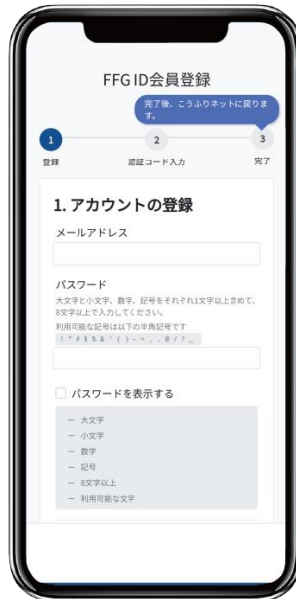 FFG ID会員登録
完了後、こうふりネットに戻りま
す。
1 2 3
登録 認証コード入力 完了
1. アカウントの登録
メールアドレス
パスワード
大文字と小文字、数字、記号をそれぞれ1文字以上含めて、
8文字以上で入力してください。
利用可能な記号は以下の半角記号です
! " # $ % & ' ( ) ~ = , . @ / ? _
パスワードを表示する
― 大文字
― 小文字
― 数字
― 記号
― 8文字以上
― 利用可能な文字